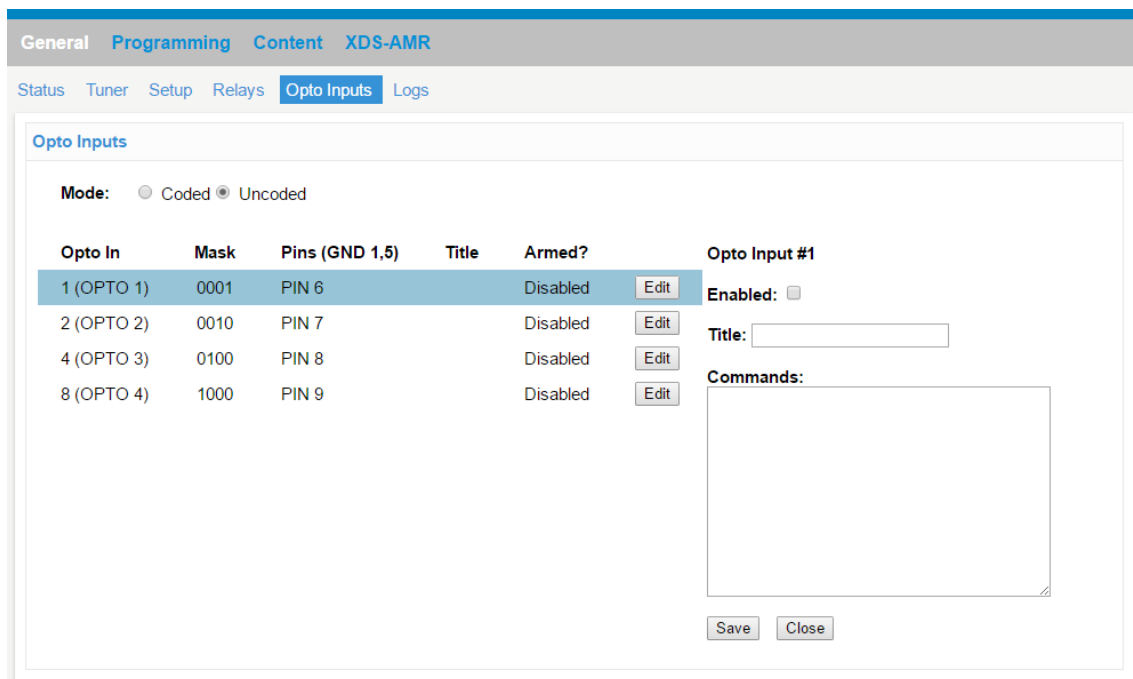 General Programming Content XDS-AMR
Status Tuner Setup Relays Opto Inputs Logs
Opto Inputs
Mode: Coded Uncoded
Opto In Mask Pins (GND 1,5) Title Armed?
1 (OPTO 1) 0001 PIN 6 Disabled Edit
2 (OPTO 2) 0010 PIN 7 Disabled Edit
4 (OPTO 3) 0100 PIN 8 Disabled Edit
8 (OPTO 4) 1000 PIN 9 Disabled Edit
Opto Input #1
Enabled:
Title:
Commands:
Save Close